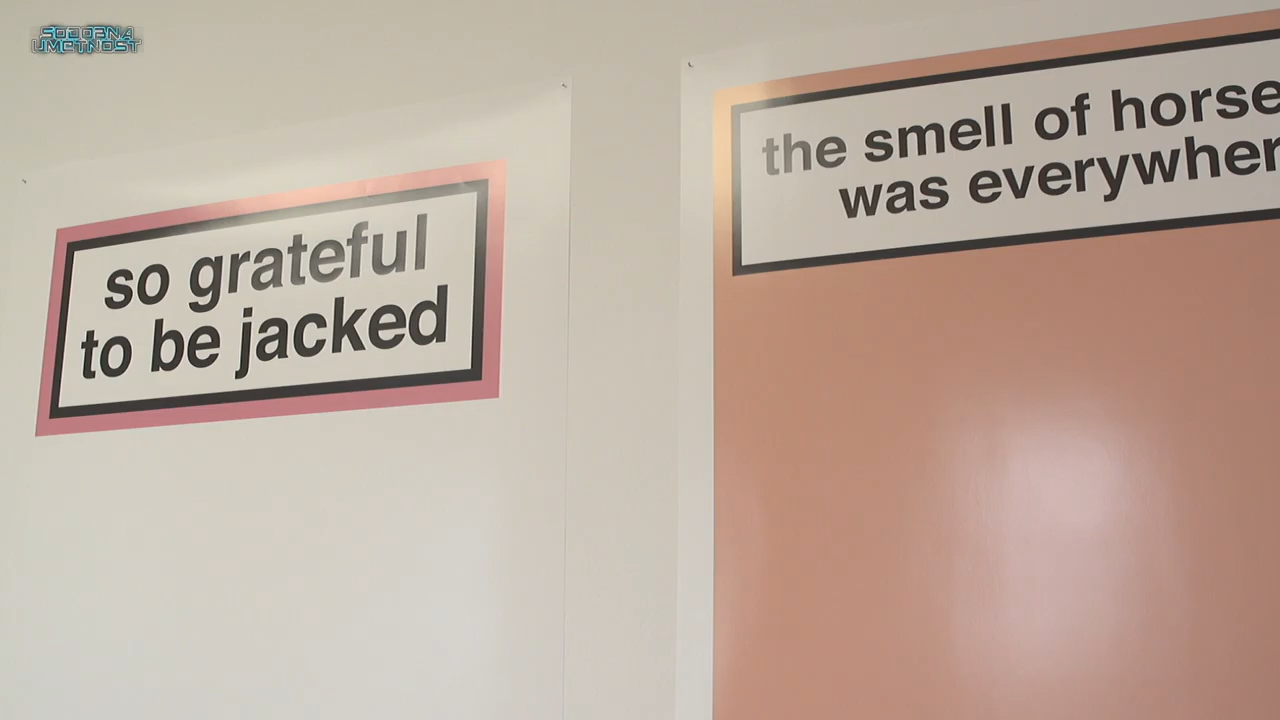 SODOBNA
UMETNOST
so grateful
to be jacked
the smell of horse
was everywher